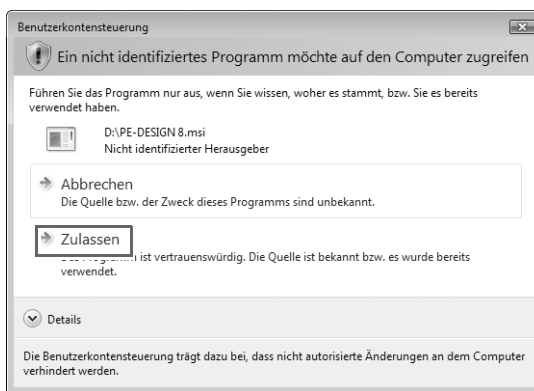 Benutzerkontensteuerung
Ein nicht identifiziertes Programm möchte auf den Computer zugreifen
Führen Sie das Programm nur aus, wenn Sie wissen, woher es stammt, bzw. Sie es bereits
verwendet haben.
D:\PE-DESIGN 8.msi
Nicht identifizierter Herausgeber
Abbrechen
Die Quelle bzw. der Zweck dieses Programms sind unbekannt.
Zulassen
ist vertrauenswürdig. Die Quelle ist bekannt bzw. es wurde bereits
verwendet.
Details
Die Benutzerkontensteuerung trägt dazu bei, dass nicht autorisierte Änderungen an dem Computer
verhindert werden.